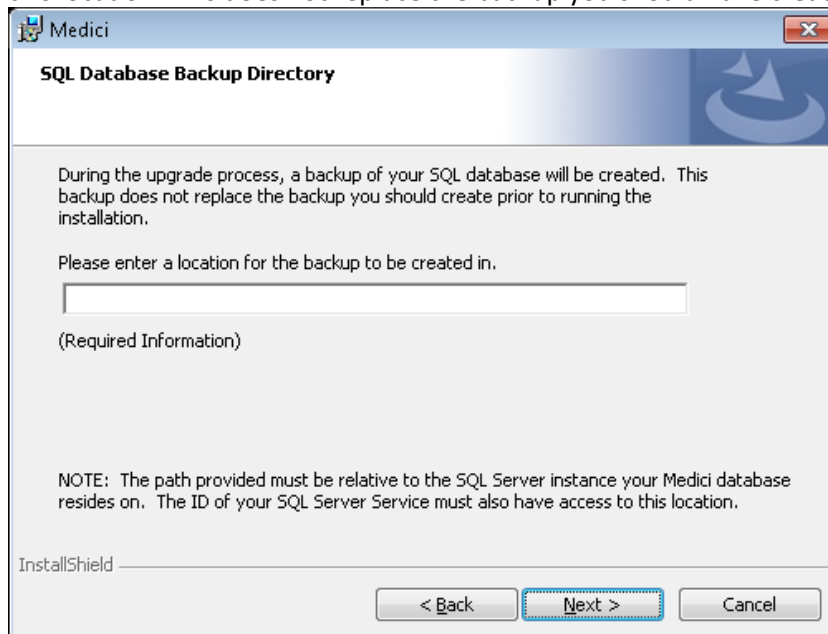 Medici
SQL Database Backup Directory
During the upgrade process, a backup of your SQL database will be created.  This
backup does not replace the backup you should create prior to running the
installation.
Please enter a location for the backup to be created in.
(Required Information)
NOTE:  The path provided must be relative to the SQL Server instance your Medici database
resides on.  The ID of your SQL Server Service must also have access to this location.
InstallShield
< Back
Next >
Cancel